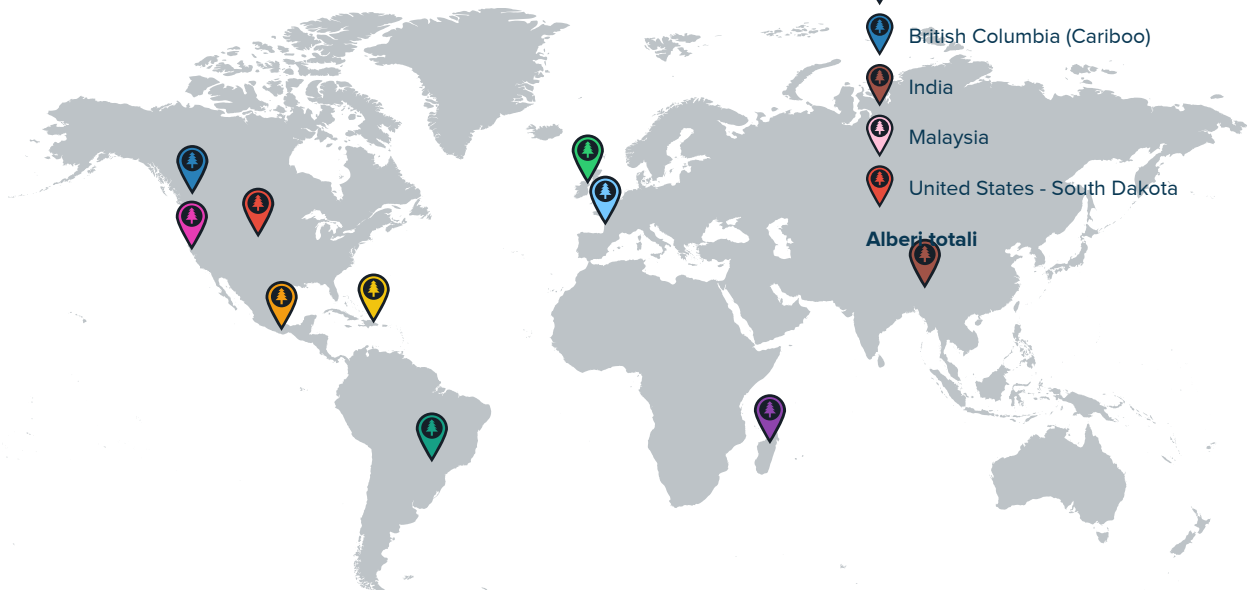 British Columbia (Cariboo)
India
Malaysia
United States - South Dakota
Alberi totali